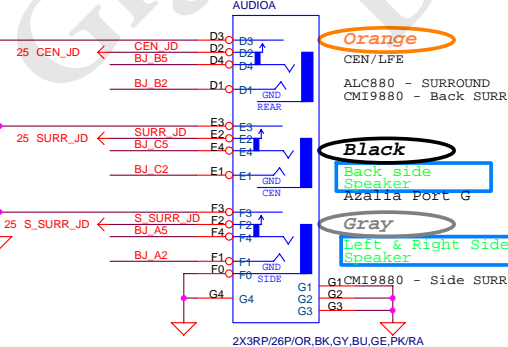 AUDIOA
D3 D3 Orange
25 CEN_JD CEN_JD D2 D2 CEN/LFE
BJ_B5 D4 D4
ALC880 - SURROUND
BJ_B2 D1 D1 GND CMI9880 - Back SURR
REAR
E3 E3
25 SURR_JD SURR_JD E2 E2 Black
BJ_C5 E4 E4
Back side
BJ_C2 E1 E1 GND Speaker
CEN Azalia Port G
F3 F3
25 S_SURR_JD S_SURR_JD F2 F2 Gray
BJ_A5 F4 F4
Left & Right Side
BJ_A2 F1 F1 GND Speaker
F0 F0 SIDE
G1 G1 CMI9880 - Side SURR
G4 G4 G2 G2
G3 G3
2X3RP/26P/OR,BK,GY,BU,GE,PK/RA